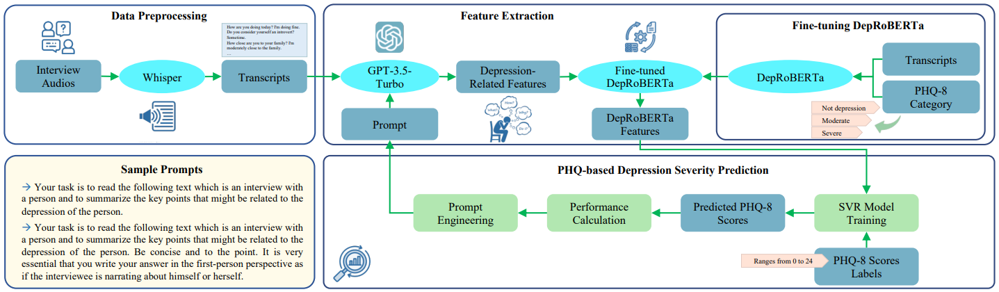 Data Preprocessing
How are you doing today? I'm doing fine.
Do you consider yourself an introvert?
Sometime.
How close are you to your family? I'm
moderately close to the family.
…
Interview
Audios
Whisper
Transcripts
Feature Extraction
GPT-3.5-
Turbo
Depression-
Related Features
Fine-tuned
DepRoBERTa
Prompt
What?
How?
Why?
Do it?
DepRoBERTa
Features
Fine-tuning DepRoBERTa
DepRoBERTa
Transcripts
PHQ-8
Category
Not depression
Moderate
Severe
Sample Prompts
→ Your task is to read the following text which is an interview with
a person and to summarize the key points that might be related to the
depression of the person.
→ Your task is to read the following text which is an interview with
a person and to summarize the key points that might be related to the
depression of the person. Be concise and to the point. It is very
essential that you write your answer in the first-person perspective as
if the interviewee is narrating about himself or herself.
PHQ-based Depression Severity Prediction
Prompt
Engineering
Performance
Calculation
Predicted PHQ-8
Scores
SVR Model
Training
Ranges from 0 to 24
PHQ-8 Scores
Labels